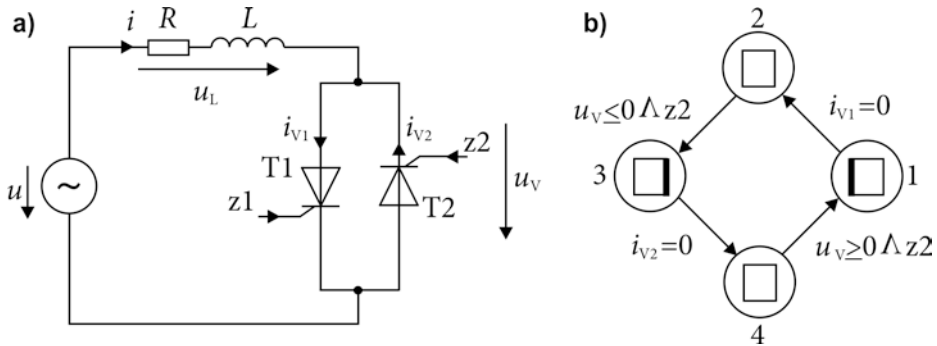 a)
i
R
L
u_L
i_V1
i_V2
T1
z2
z1
T2
u
~
u_V
b)
2
u_V≤0 Λ z2
i_V1=0
3
1
i_V2=0
u_V≥0 Λ z2
4